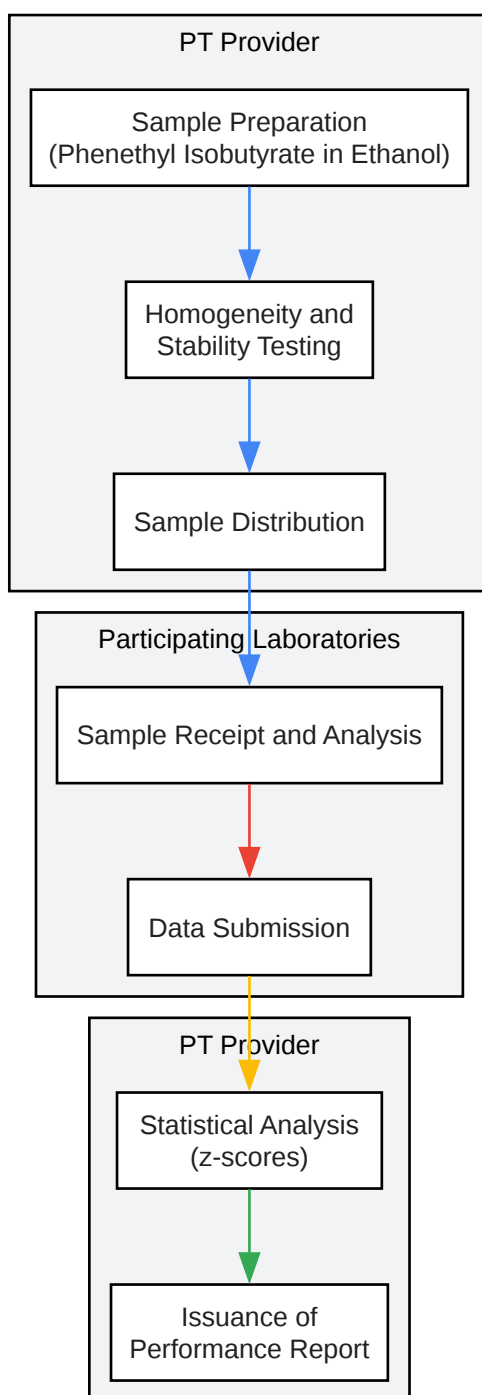 PT Provider
Sample Preparation
(Phenethyl Isobutyrate in Ethanol)
Homogeneity and
Stability Testing
Sample Distribution
Participating Laboratories
Sample Receipt and Analysis
Data Submission
PT Provider
Statistical Analysis
(z-scores)
Issuance of
Performance Report